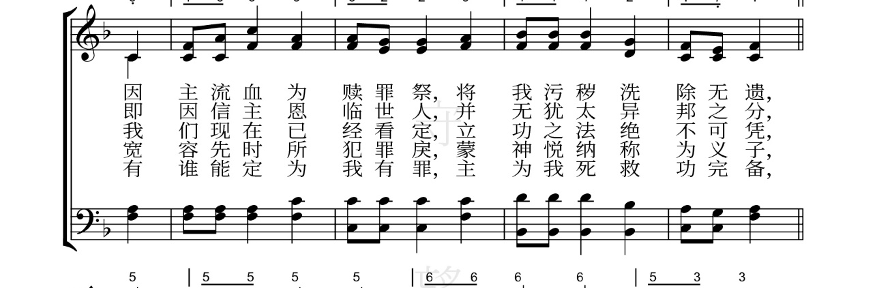 因 主 流 血 为 赎 罪 祭, 将 我 污 秽 洗 除 无 遗,
即 因 信 主 恩 临 世 人, 并 无 犹 太 异 邦 之 分,
我 们 现 在 已 经 看 定, 立 功 之 法 绝 不 可 凭,
宽 容 先 时 所 犯 罪 戾, 蒙 神 悦 纳 称 为 义 子,
有 谁 能 定 为 我 有 罪, 主 为 我 死 救 功 完 备,
5 5 5 5 5 6 6 6 6 5 3 3